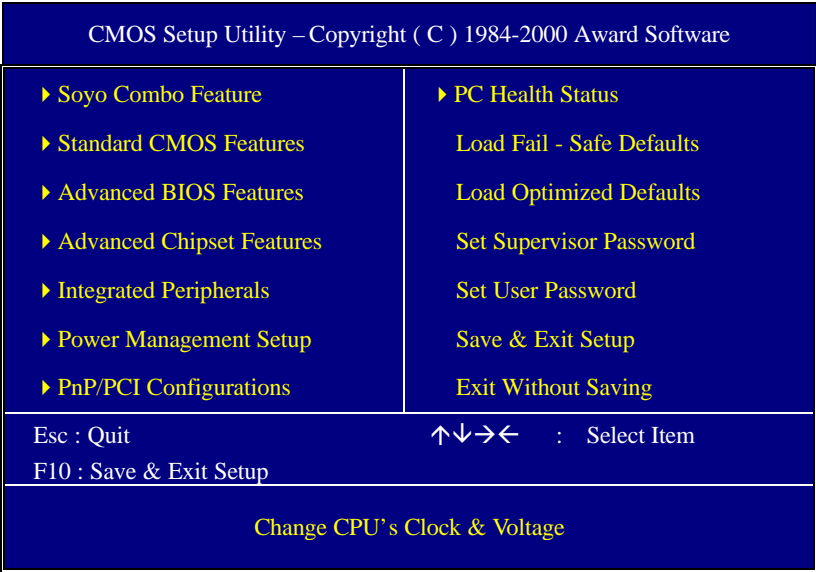 CMOS Setup Utility – Copyright ( C ) 1984-2000 Award Software
Soyo Combo Feature
Standard CMOS Features
Advanced BIOS Features
Advanced Chipset Features
Integrated Peripherals
Power Management Setup
PnP/PCI Configurations
PC Health Status
Load Fail - Safe Defaults
Load Optimized Defaults
Set Supervisor Password
Set User Password
Save & Exit Setup
Exit Without Saving
Esc : Quit
F10 : Save & Exit Setup
↑↓→← : Select Item
Change CPU's Clock & Voltage